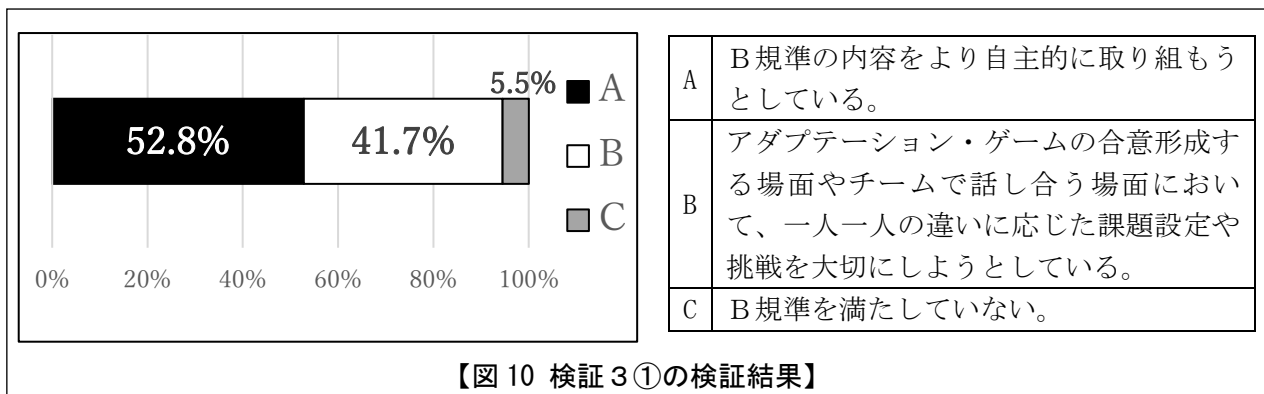 5.5%
52.8%
41.7%
A
B
C
0%
20%
40%
60%
80%
100%
A
Ｂ規準の内容をより自主的に取り組もう
としている。
B
アダプテーション・ゲームの合意形成す
る場面やチームで話し合う場面におい
て、一人一人の違いに応じた課題設定や
挑戦を大切にしようとしている。
C
Ｂ規準を満たしていない。
【図 10 検証３①の検証結果】